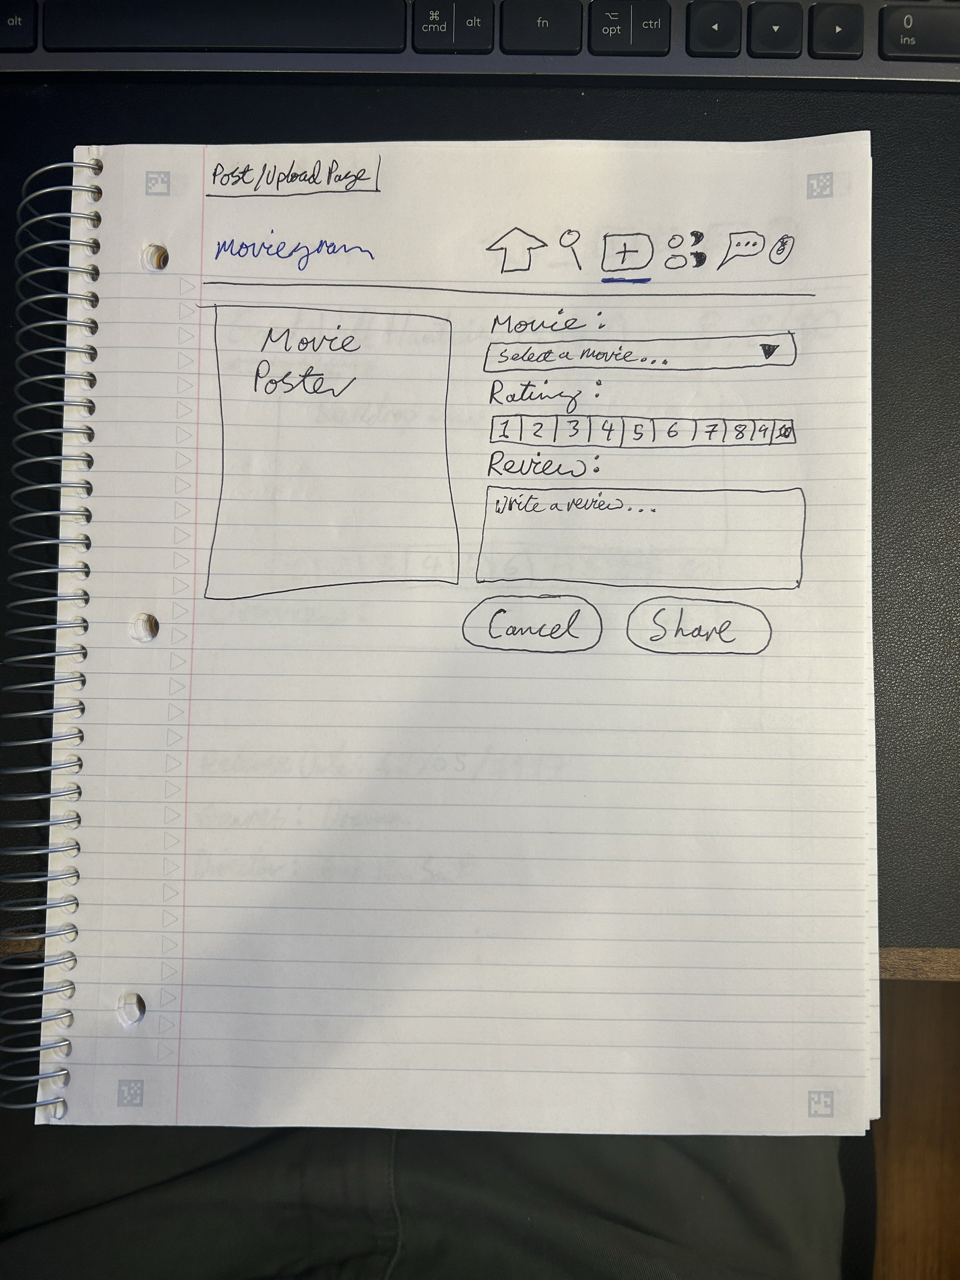 alt
⌘
cmd
alt
fn
⌥
opt
ctrl
0
ins
Post/Upload Page
moviegram
Movie
Poster
Movie:
Select a movie...
Rating:
1 2 3 4 5 6 7 8 9 10
Review:
Write a review...
Cancel
Share